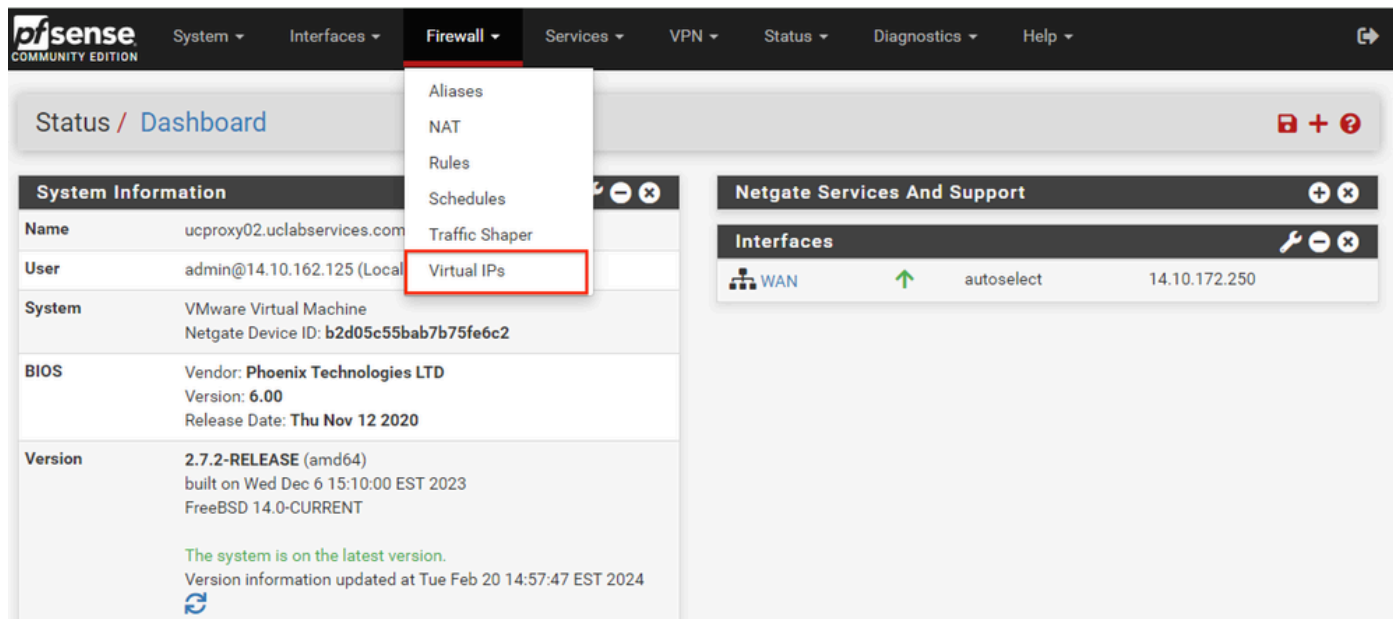 pfsense
COMMUNITY EDITION
System Interfaces Firewall Services VPN Status Diagnostics Help
Aliases
NAT
Rules
Schedules
Traffic Shaper
Virtual IPs
Status / Dashboard
System Information
Name ucproxy02.uclabservices.com
User admin@14.10.162.125 (Local
System VMware Virtual Machine
Netgate Device ID: b2d05c55bab7b75fe6c2
BIOS Vendor: Phoenix Technologies LTD
Version: 6.00
Release Date: Thu Nov 12 2020
Version 2.7.2-RELEASE (amd64)
built on Wed Dec 6 15:10:00 EST 2023
FreeBSD 14.0-CURRENT
The system is on the latest version.
Version information updated at Tue Feb 20 14:57:47 EST 2024
Netgate Services And Support
Interfaces
WAN autoselect 14.10.172.250